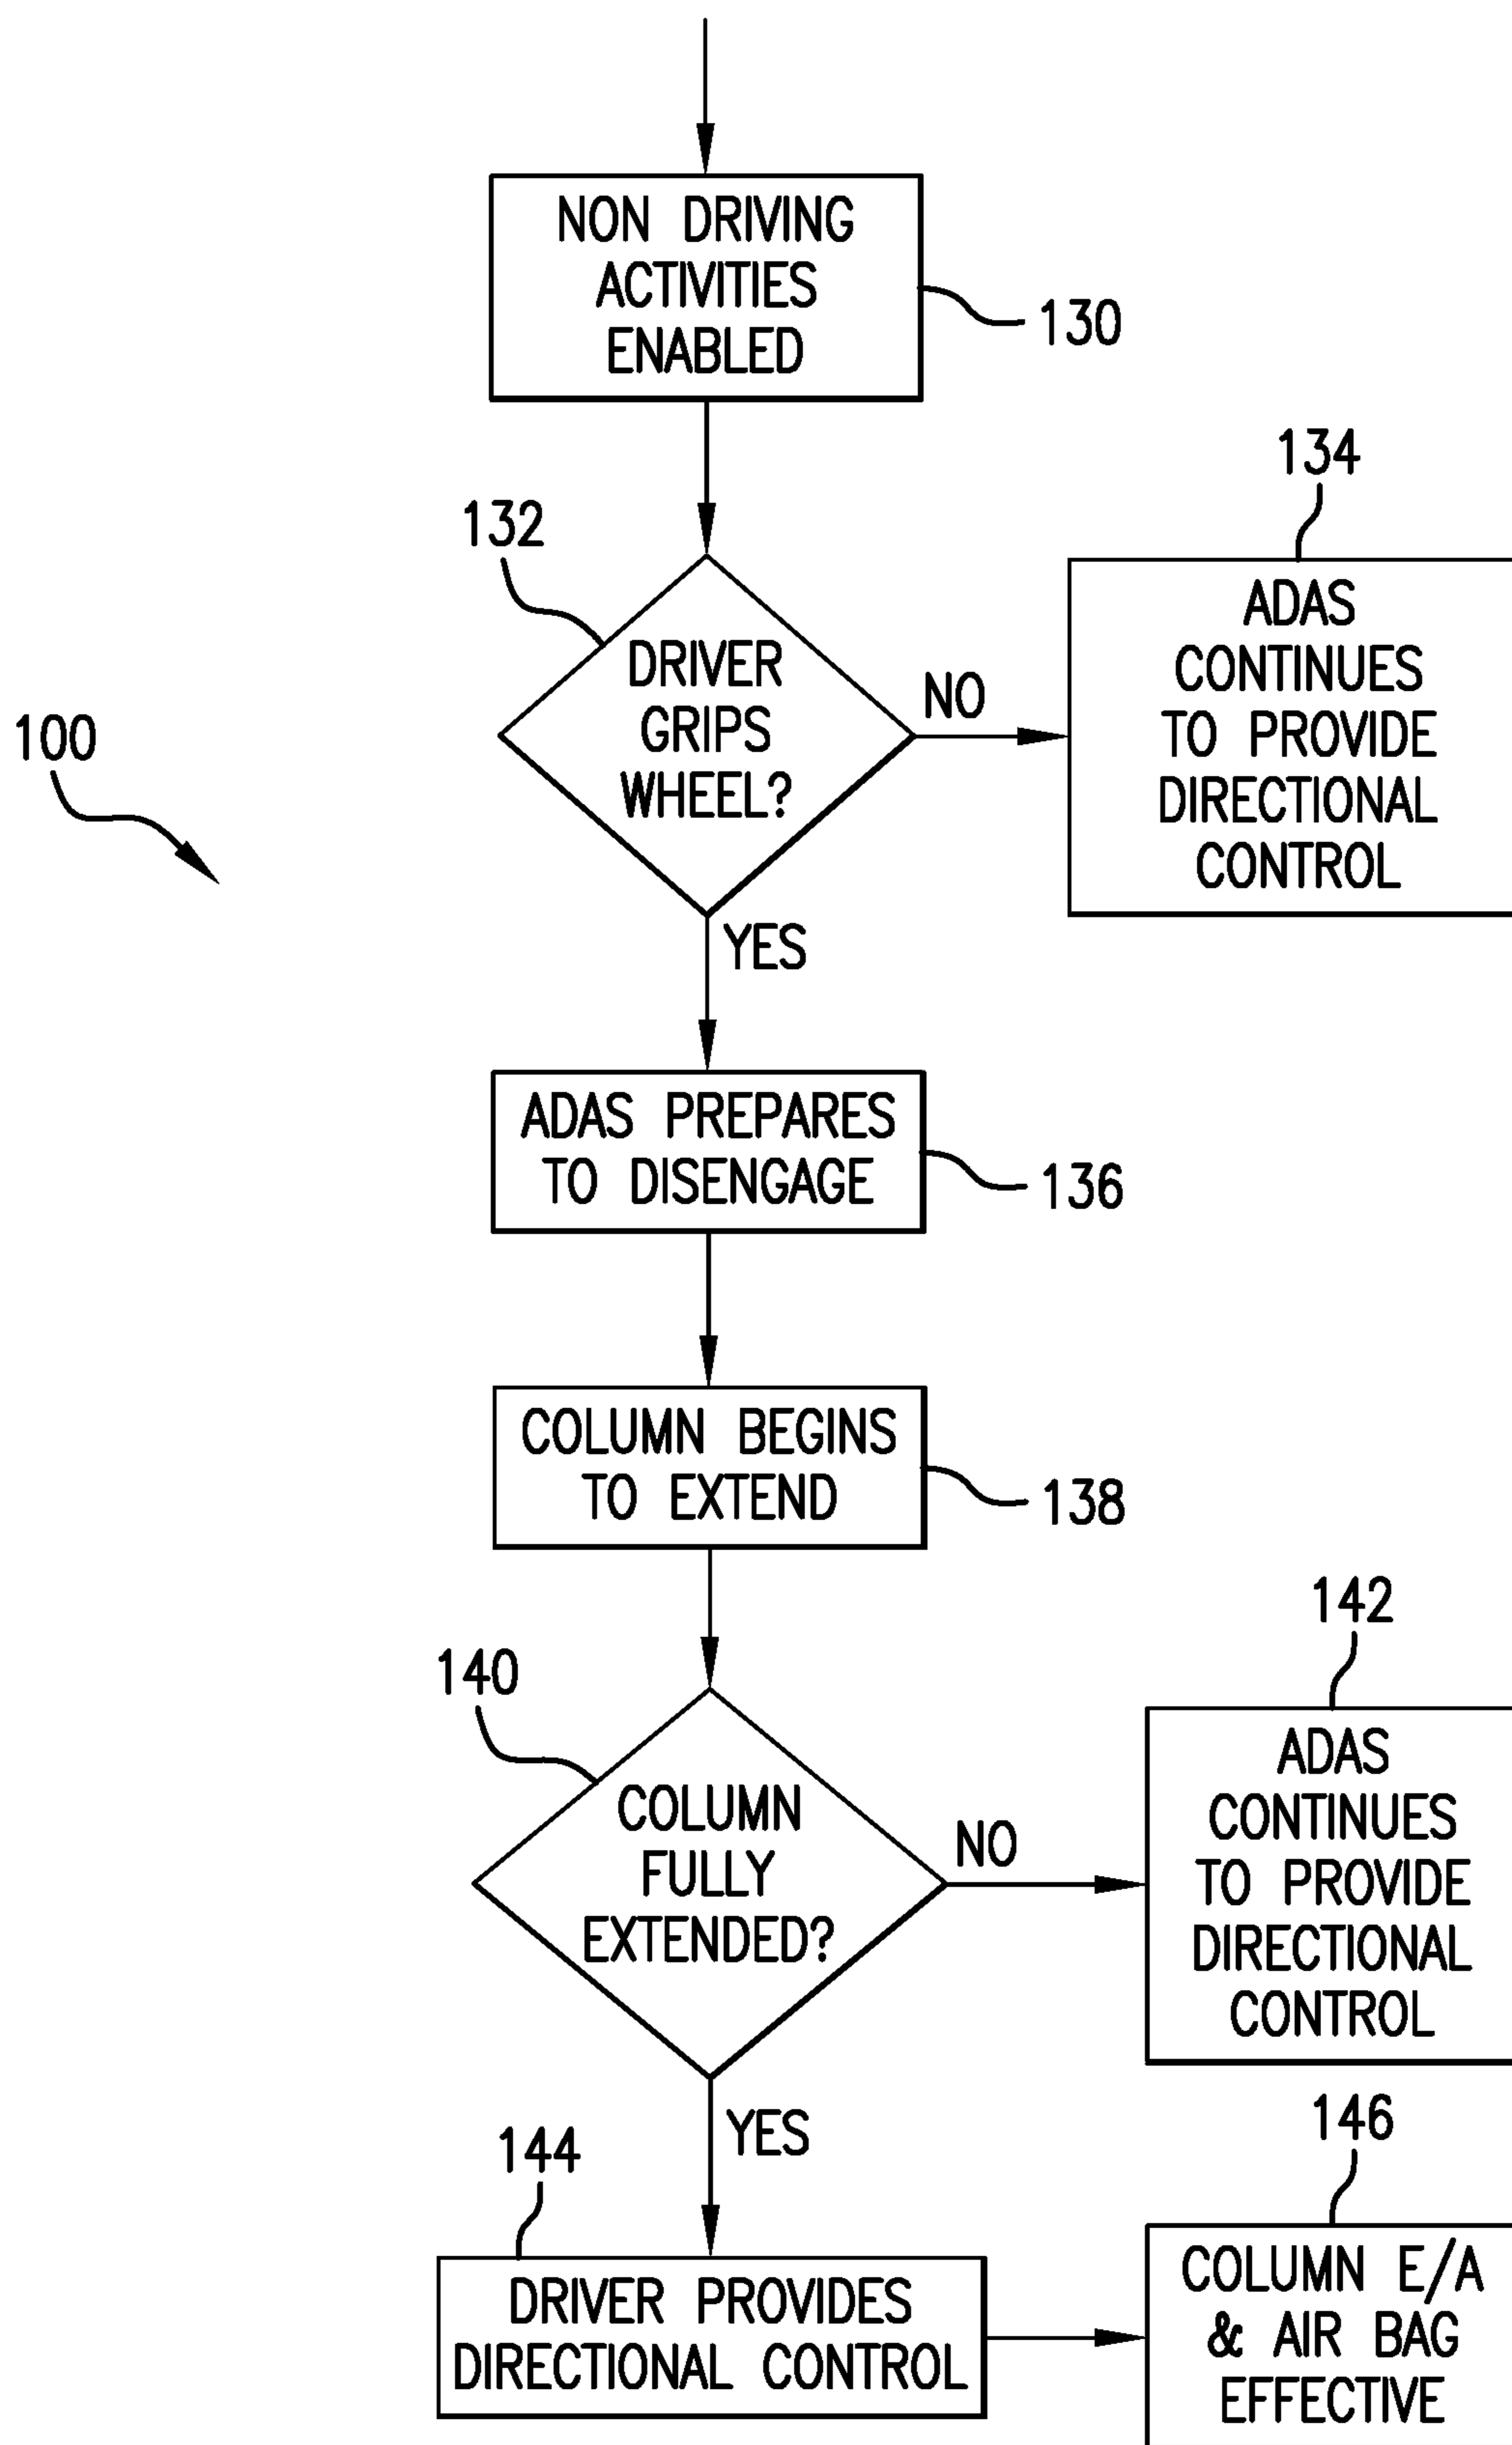 NON DRIVING
ACTIVITIES
ENABLED
130
132
DRIVER
GRIPS
WHEEL?
NO
134
ADAS
CONTINUES
TO PROVIDE
DIRECTIONAL
CONTROL
100
YES
ADAS PREPARES
TO DISENGAGE
136
COLUMN BEGINS
TO EXTEND
138
140
COLUMN
FULLY
EXTENDED?
NO
142
ADAS
CONTINUES
TO PROVIDE
DIRECTIONAL
CONTROL
YES
144
DRIVER PROVIDES
DIRECTIONAL CONTROL
146
COLUMN E/A
& AIR BAG
EFFECTIVE